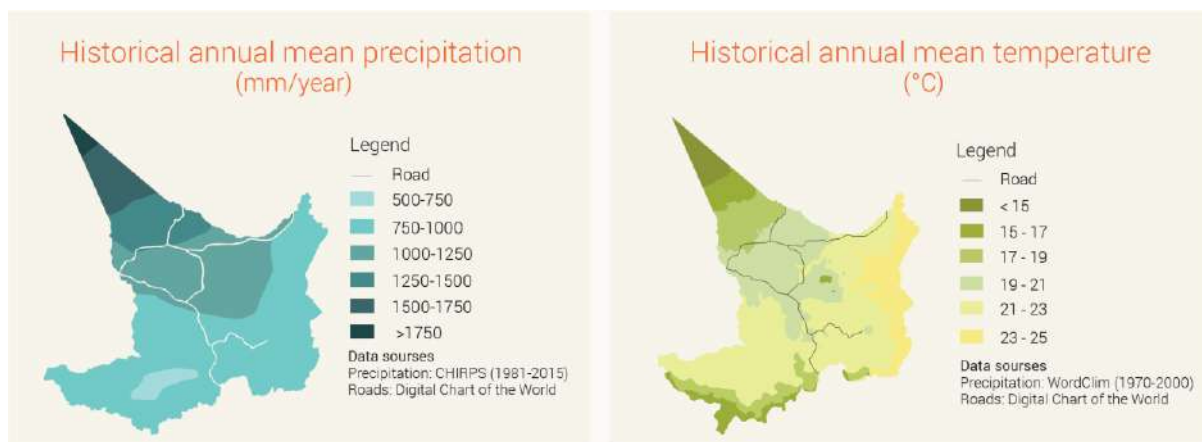 Historical annual mean precipitation
(mm/year)
Legend
Road
500-750
750-1000
1000-1250
1250-1500
1500-1750
>1750
Data sourses
Precipitation: CHIRPS (1981-2015)
Roads: Digital Chart of the World
Historical annual mean temperature
(°C)
Legend
Road
< 15
15 - 17
17 - 19
19 - 21
21 - 23
23 - 25
Data sourses
Precipitation: WordClim (1970-2000)
Roads: Digital Chart of the World